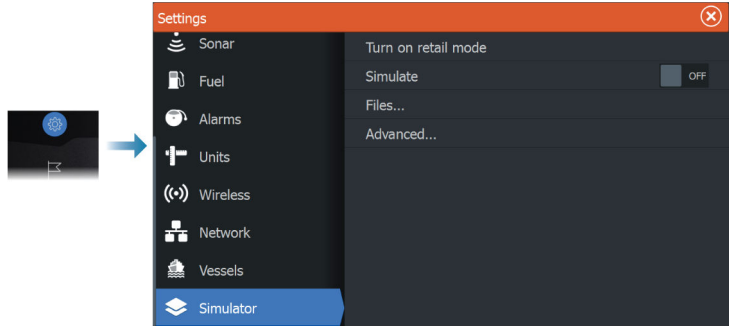 Settings
Sonar
Fuel
Alarms
Units
Wireless
Network
Vessels
Simulator
Turn on retail mode
Simulate
OFF
Files...
Advanced...